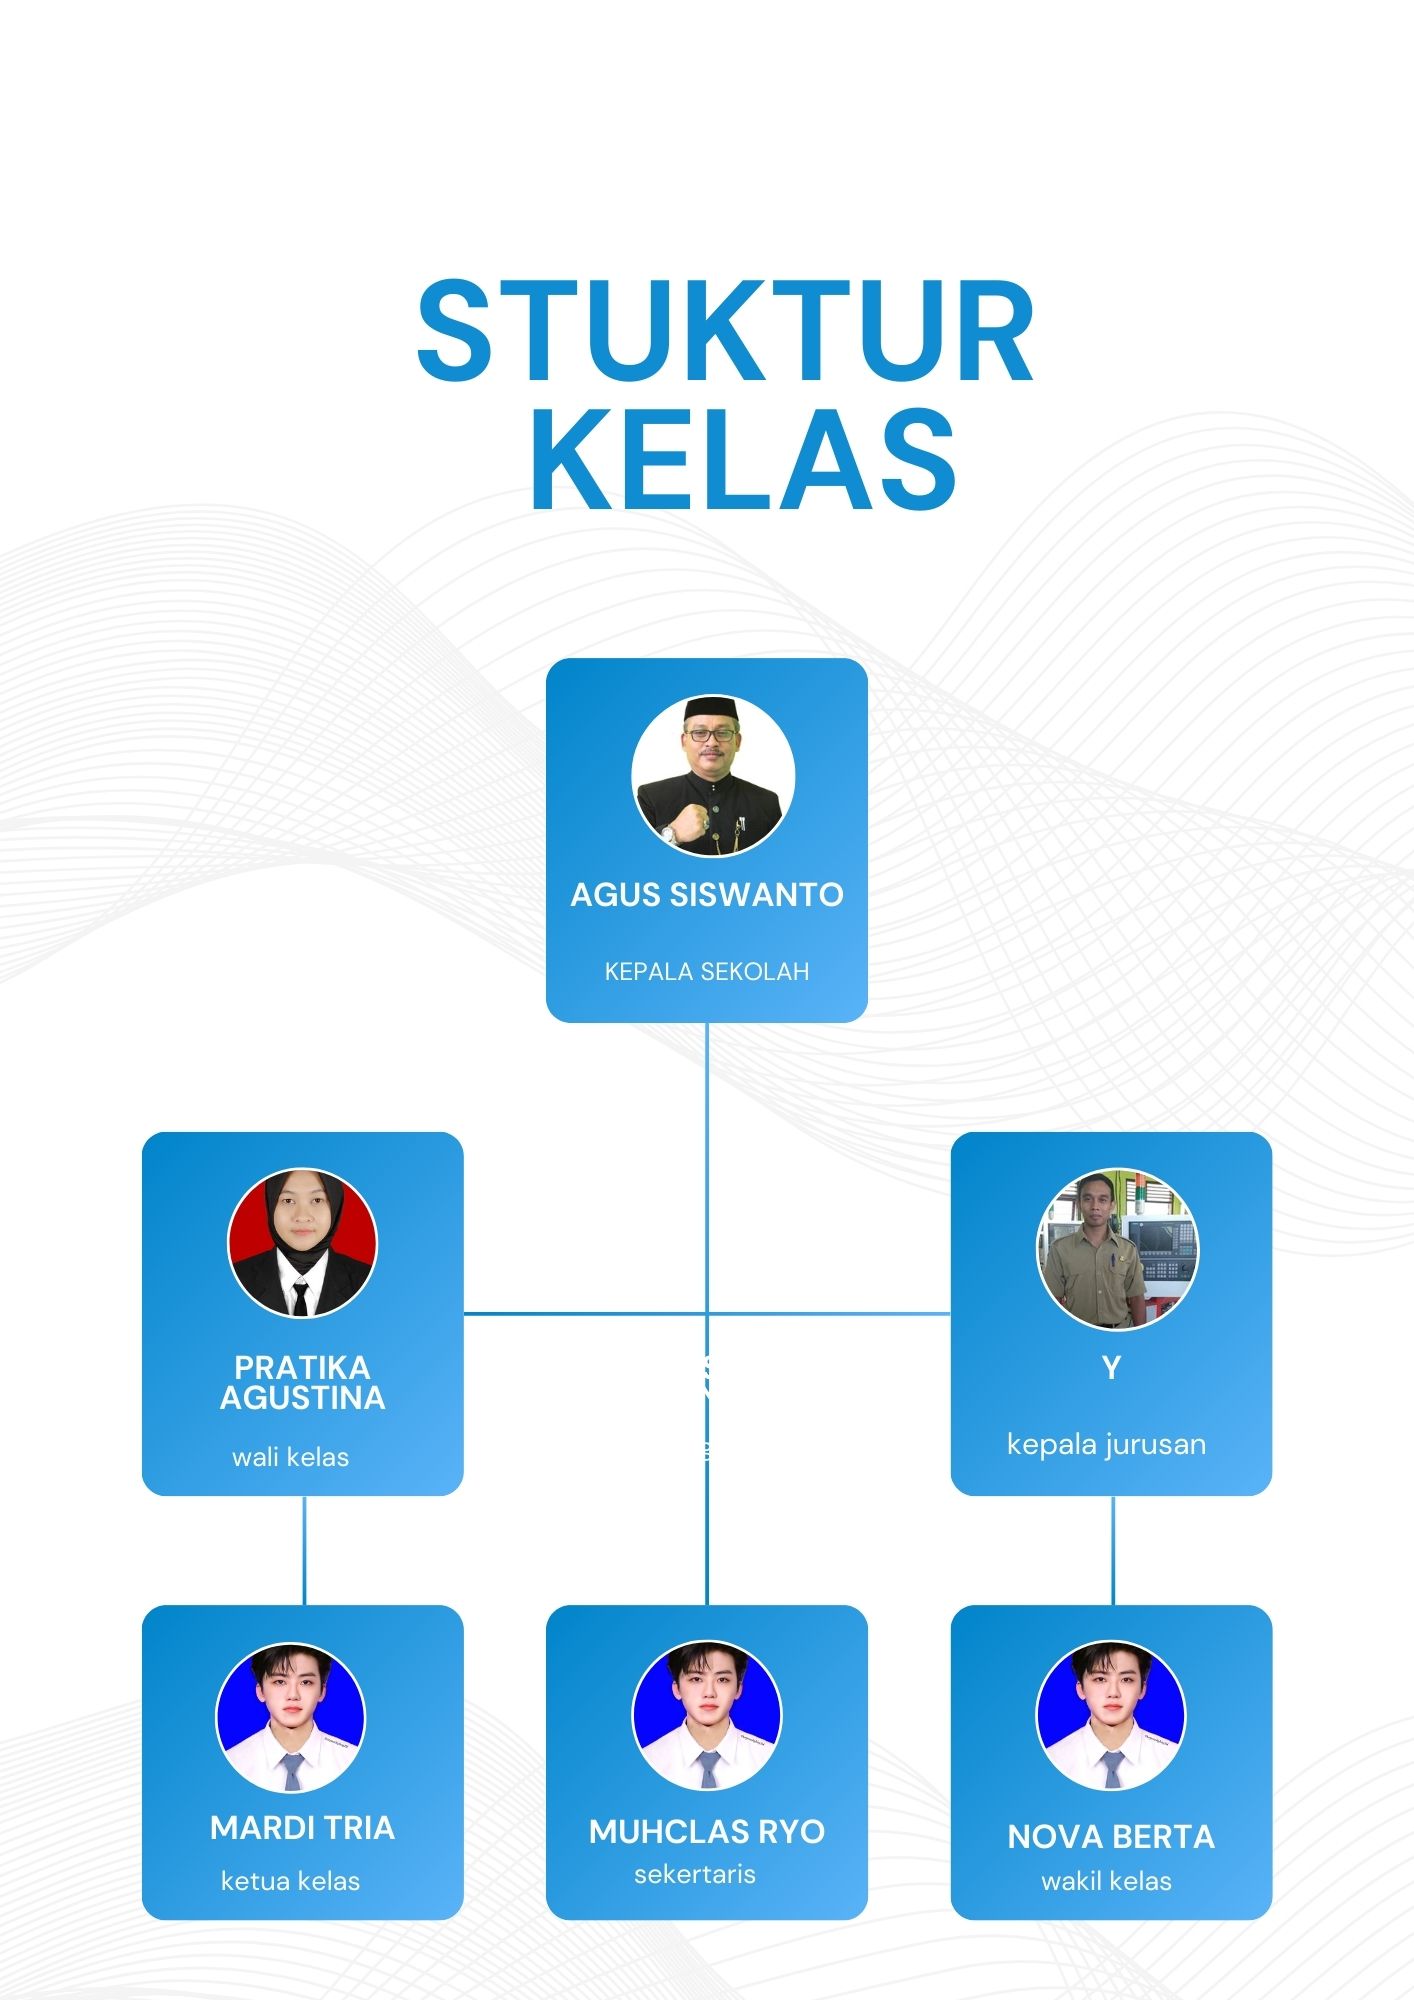 STUKTUR
KELAS
AGUS SISWANTO
KEPALA SEKOLAH
PRATIKA
AGUSTINA
wali kelas
Y
kepala jurusan
MARDI TRIA
ketua kelas
MUHCLAS RYO
sekertaris
NOVA BERTA
wakil kelas